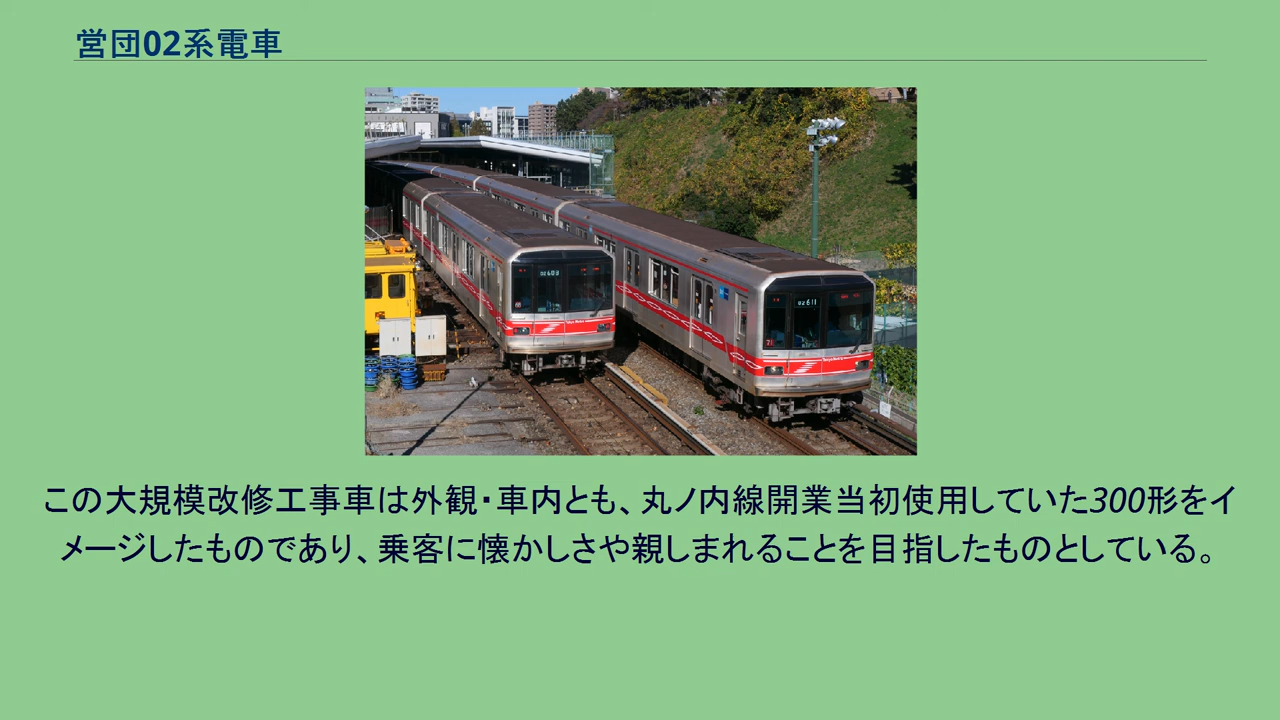 営団02系電車
この大規模改修工事車は外観・車内とも、丸ノ内線開業当初使用していた300形をイ
メージしたものであり、乗客に懐かしさや親しまれることを目指したものとしている。